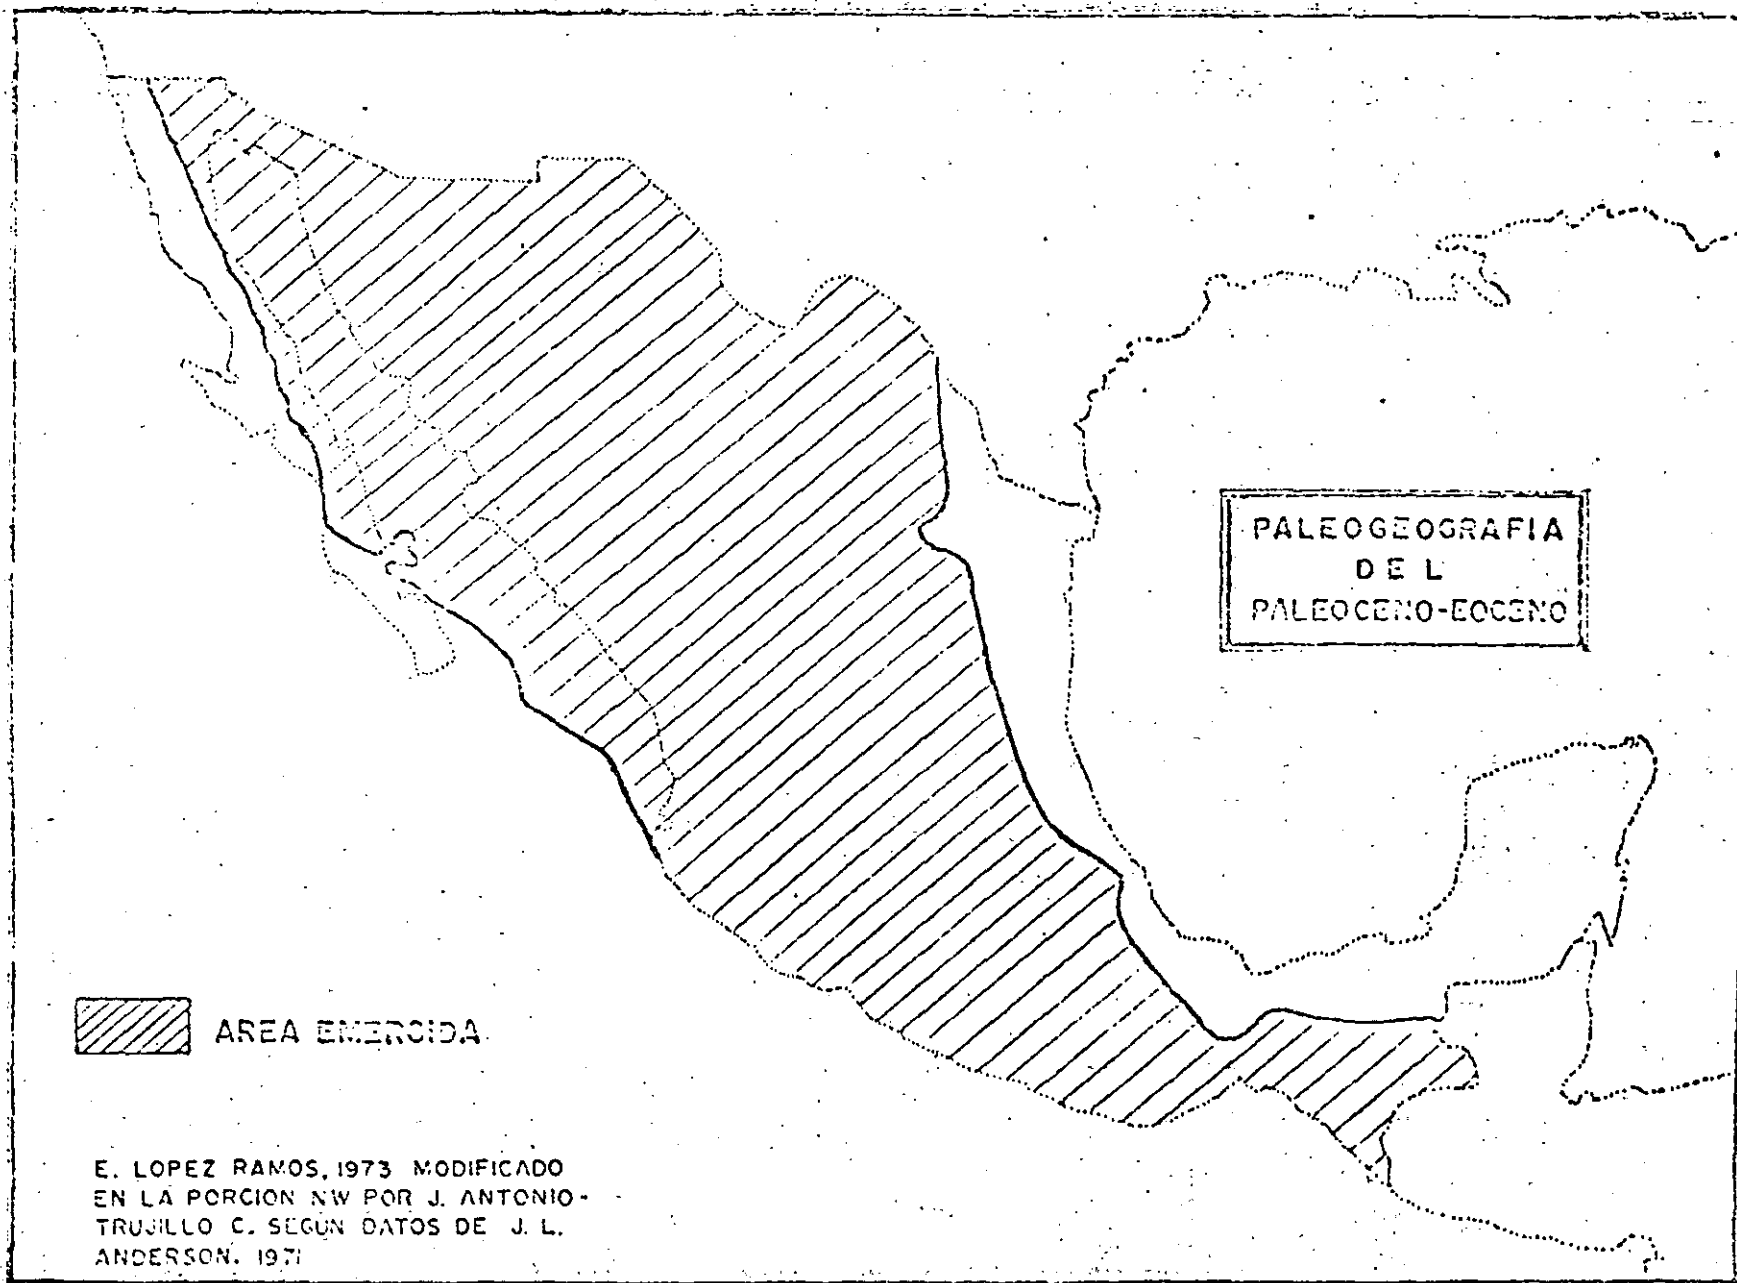 PALEOGEOGRAFIA
DEL
PALEOCENO-EOCENO
AREA EMERGIDA
E. LOPEZ RAMOS, 1973 MODIFICADO
EN LA PORCION NW POR J. ANTONIO-
TRUJILLO C. SEGUN DATOS DE J. L.
ANDERSON. 1971